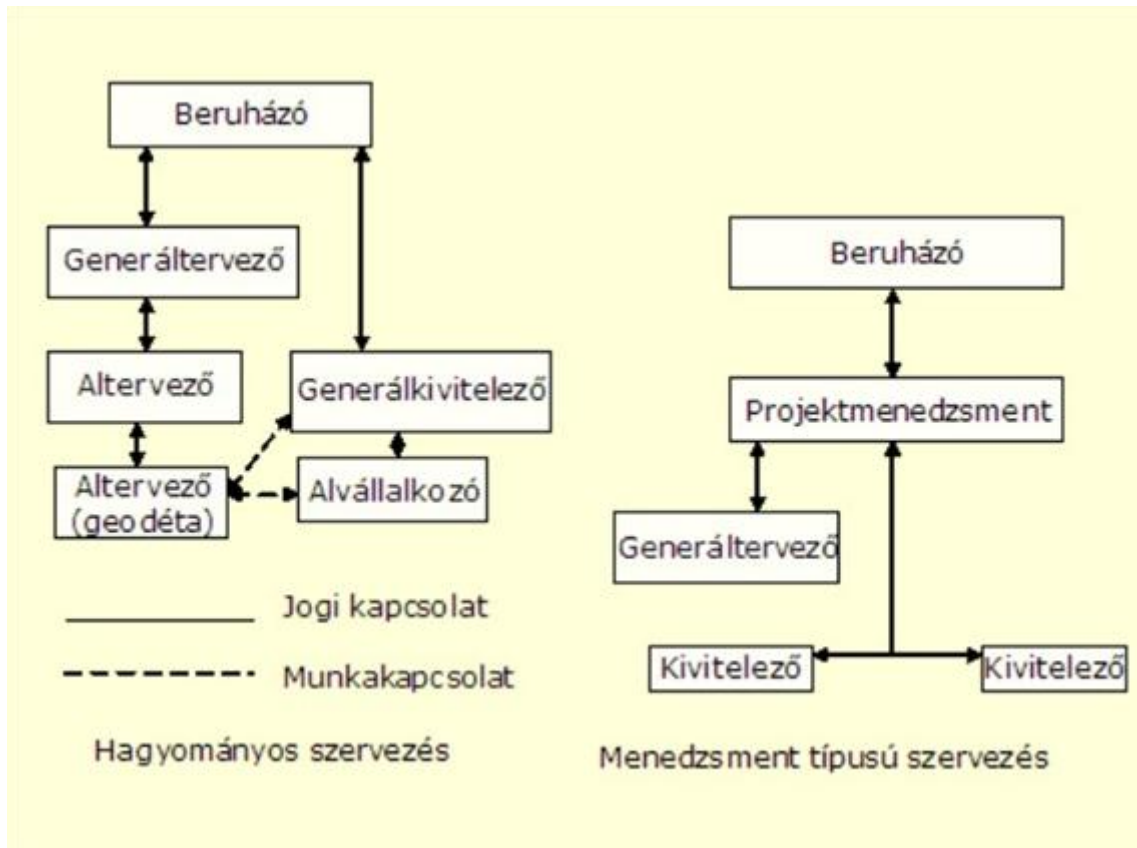 Beruházó
Generáltervező
Altervező
Generálkivitelező
Altervező
(geodéta)
Alvállalkozó
Jogi kapcsolat
Munkakapcsolat
Hagyományos szervezés
Beruházó
Projektmenedzsment
Generáltervező
Kivitelező
Kivitelező
Menedzsment típusú szervezés